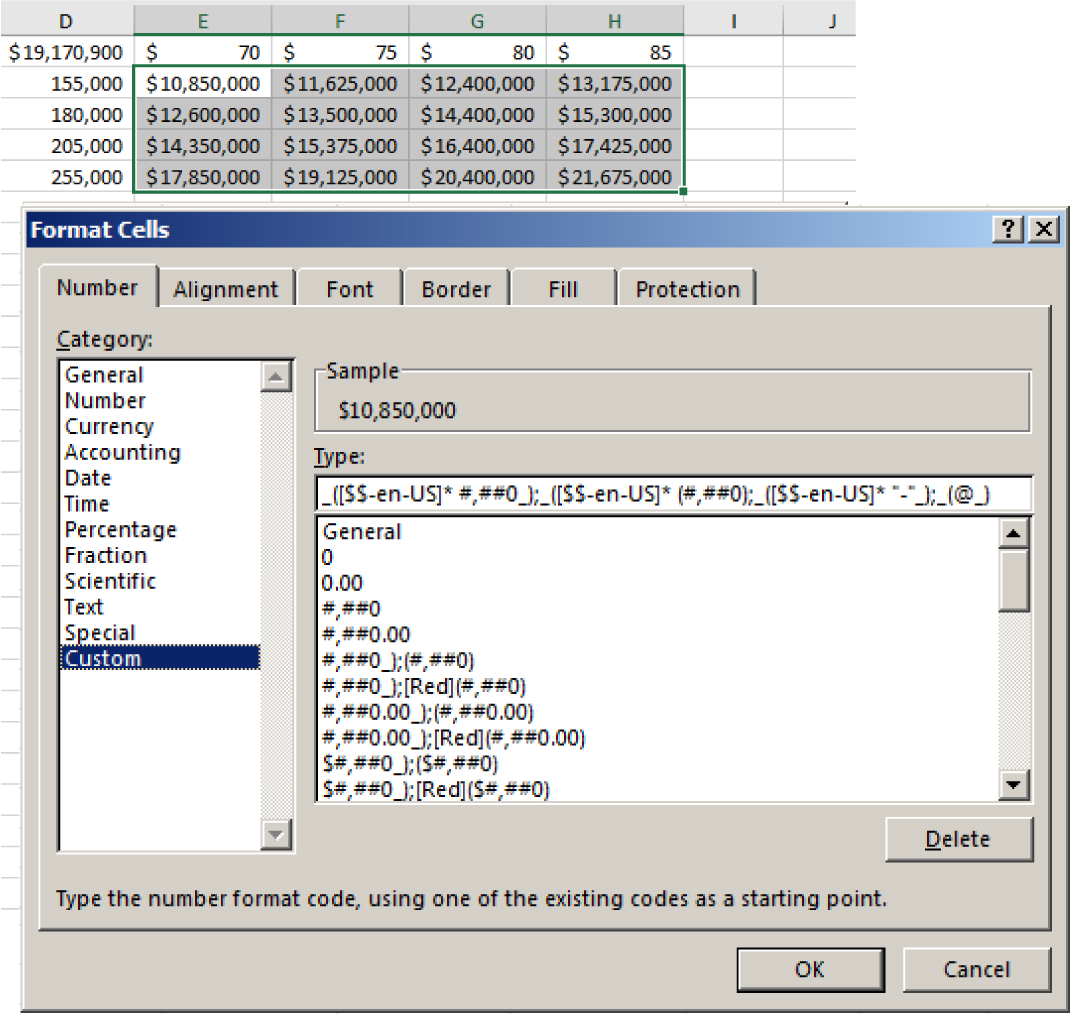 D E F G H I J
$19,170,900 $ 70 $ 75 $ 80 $ 85
155,000 $10,850,000 $11,625,000 $12,400,000 $13,175,000
180,000 $12,600,000 $13,500,000 $14,400,000 $15,300,000
205,000 $14,350,000 $15,375,000 $16,400,000 $17,425,000
255,000 $17,850,000 $19,125,000 $20,400,000 $21,675,000
Format Cells ? X
Number Alignment Font Border Fill Protection
Category:
General
Number
Currency
Accounting
Date
Time
Percentage
Fraction
Scientific
Text
Special
Custom
Sample
$10,850,000
Type:
_([$$-en-US]* #,##0_);_([$$-en-US]* (#,##0);_([$$-en-US]* "-"_);_(@_)
General
0
0.00
#,##0
#,##0.00
#,##0_);(#,##0)
#,##0_);[Red](#,##0)
#,##0.00_);(#,##0.00)
#,##0.00_);[Red](#,##0.00)
$#,##0_);($#,##0)
$#,##0_);[Red]($#,##0)
Delete
Type the number format code, using one of the existing codes as a starting point.
OK Cancel